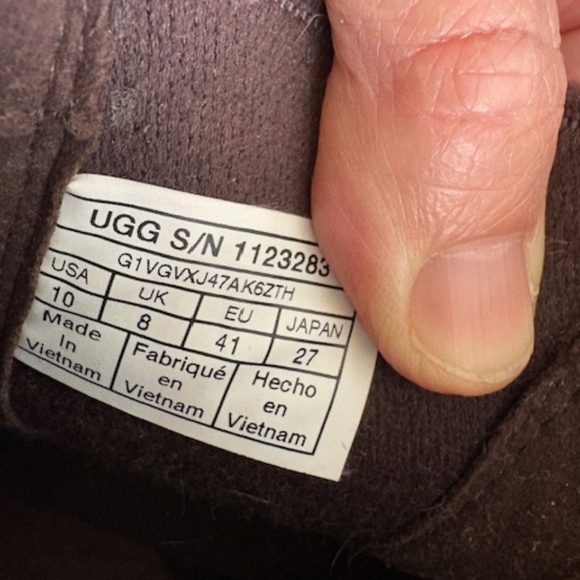 UGG S/N 1123283
G1VGVXJ47AK6ZTH
USA UK EU JAPAN
10 8 41 27
Made In Vietnam Fabriqué en Vietnam Hecho en Vietnam